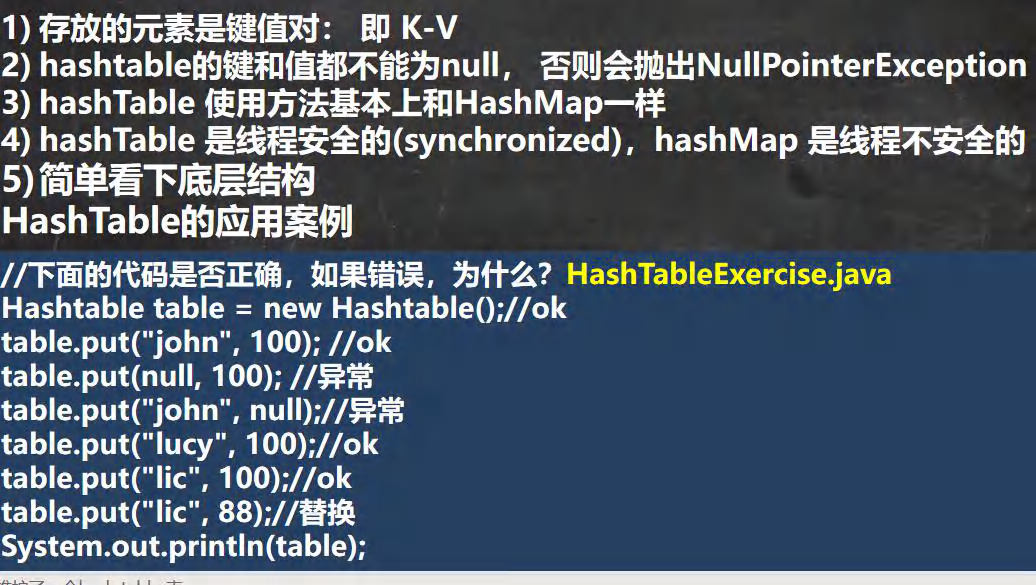 1) 存放的元素是键值对： 即 K-V
2) hashtable的键和值都不能为null， 否则会抛出NullPointerException
3) hashTable 使用方法基本上和HashMap一样
4) hashTable 是线程安全的(synchronized)，hashMap 是线程不安全的
5) 简单看下底层结构
HashTable的应用案例
//下面的代码是否正确，如果错误，为什么？HashTableExercise.java
Hashtable table = new Hashtable();//ok
table.put("john", 100); //ok
table.put(null, 100); //异常
table.put("john", null);//异常
table.put("lucy", 100);//ok
table.put("lic", 100);//ok
table.put("lic", 88);//替换
System.out.println(table);